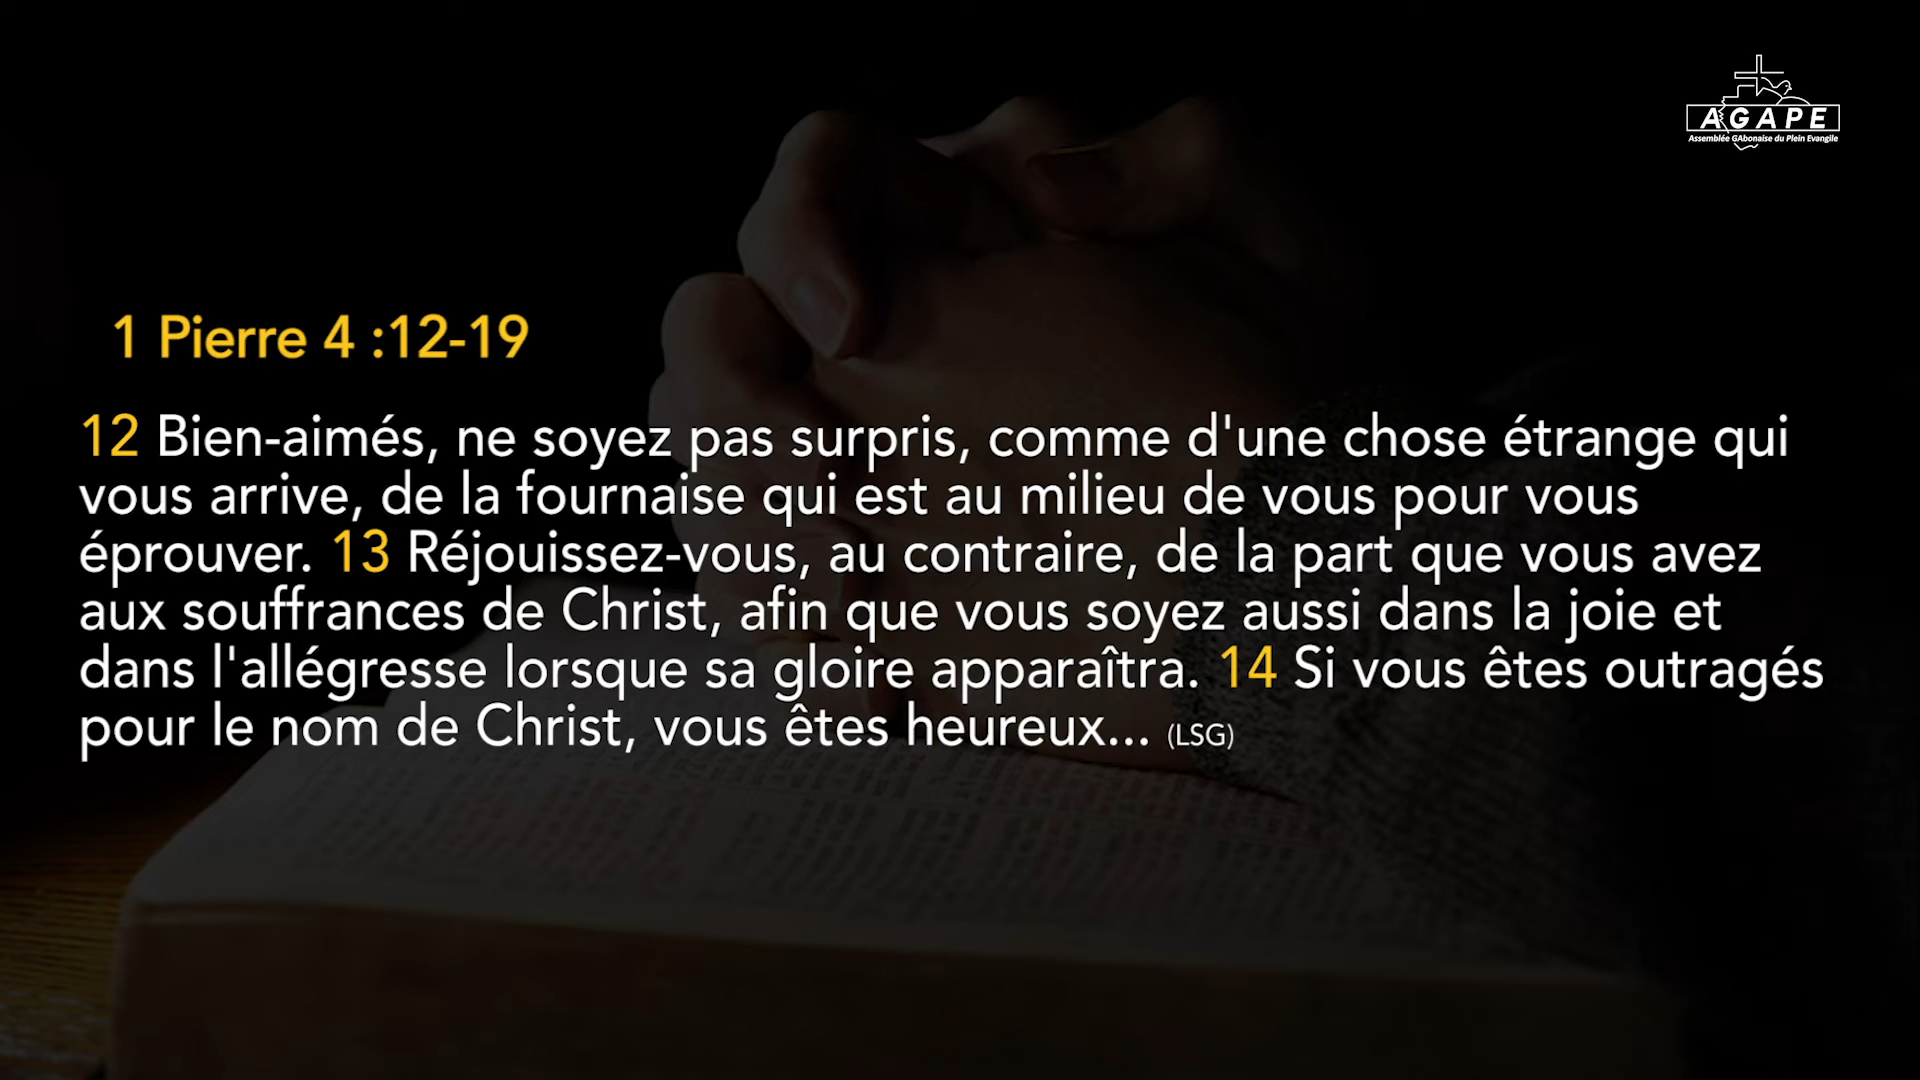 AGAPE
Assemblée GAbonaise du Plein Evangile
1 Pierre 4 :12-19
12 Bien-aimés, ne soyez pas surpris, comme d'une chose étrange qui
vous arrive, de la fournaise qui est au milieu de vous pour vous
éprouver. 13 Réjouissez-vous, au contraire, de la part que vous avez
aux souffrances de Christ, afin que vous soyez aussi dans la joie et
dans l'allégresse lorsque sa gloire apparaîtra. 14 Si vous êtes outragés
pour le nom de Christ, vous êtes heureux... (LSG)